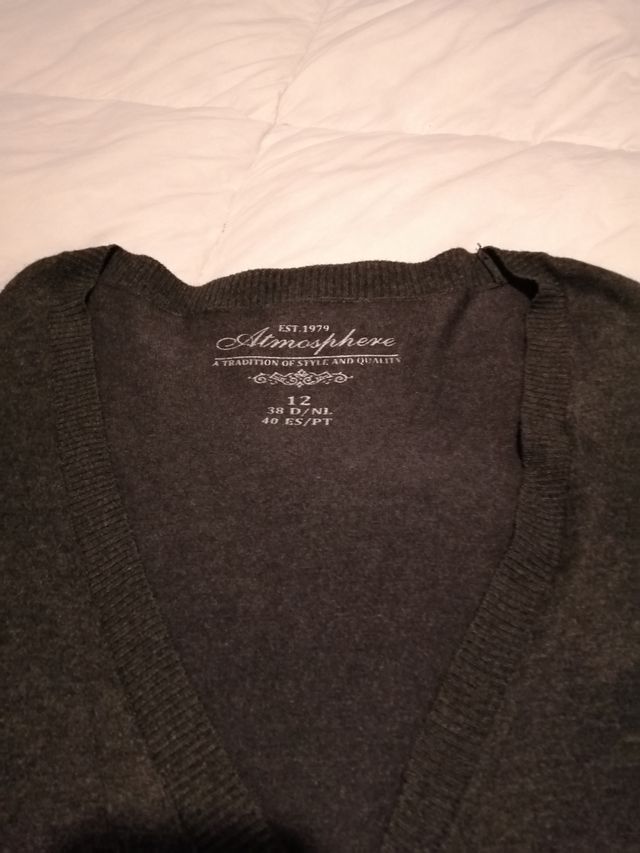 EST.1979
Atmosphere
A TRADITION OF STYLE AND QUALITY
12
38 D/NL
40 ES/PT